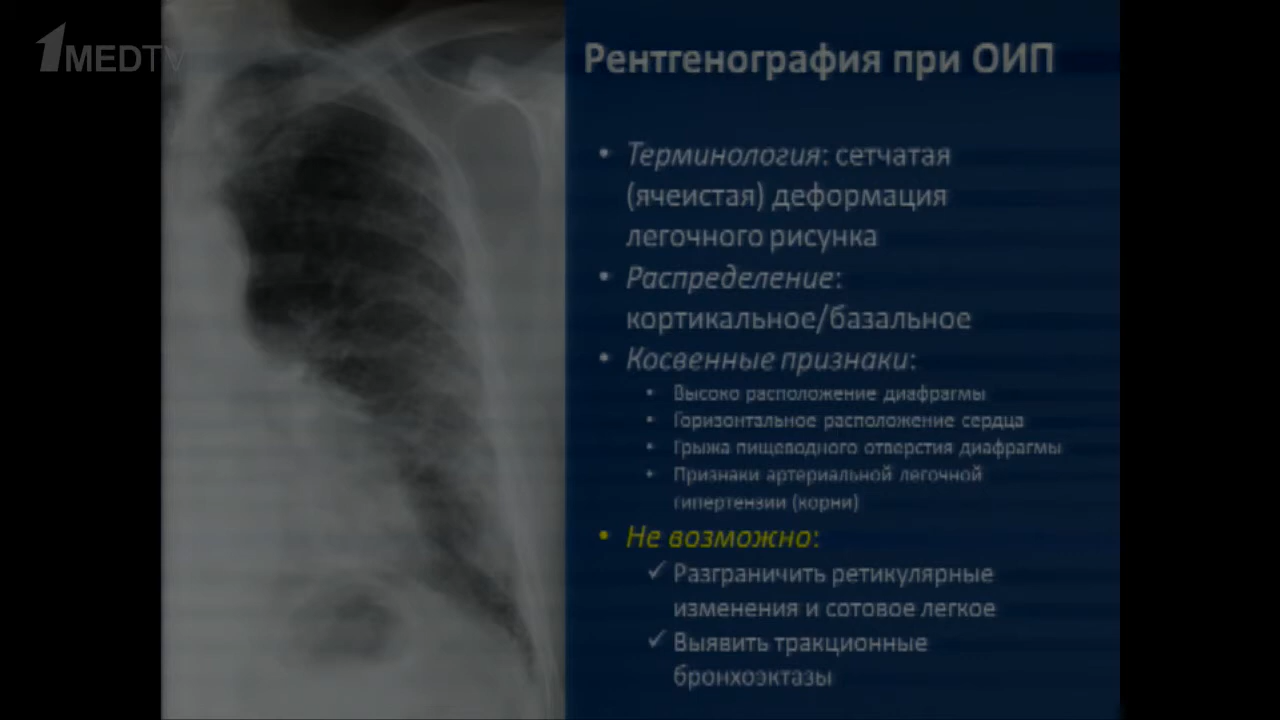 1MEDTV
Рентгенография при ОИП
• Терминология: сетчатая
(ячеистая) деформация
легочного рисунка
• Распределение:
кортикальное/базальное
• Косвенные признаки:
• Высоко расположение диафрагмы
• Горизонтальное расположение сердца
• Грыжа пищеводного отверстия диафрагмы
• Признаки артериальной легочной
гипертензии (корни)
• Не возможно:
✓ Разграничить ретикулярные
изменения и сотовое легкое
✓ Выявить тракционные
бронхоэктазы